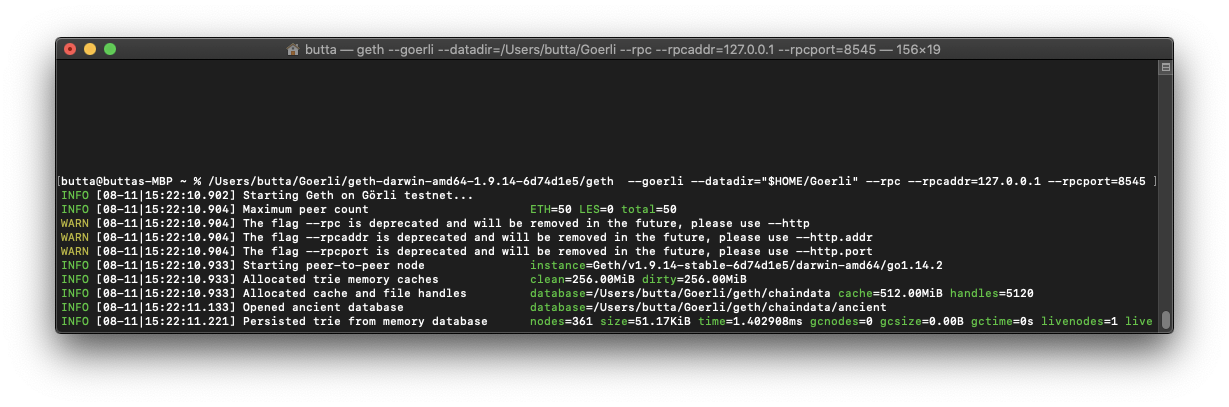 butta — geth --goerli --datadir=/Users/butta/Goerli --rpc --rpcaddr=127.0.0.1 --rpcport=8545 — 156×19
[butta@buttas-MBP ~ % /Users/butta/Goerli/geth-darwin-amd64-1.9.14-6d74d1e5/geth  --goerli --datadir="$HOME/Goerli" --rpc --rpcaddr=127.0.0.1 --rpcport=8545 ]
INFO [08-11|15:22:10.902] Starting Geth on Görli testnet...
INFO [08-11|15:22:10.904] Maximum peer count                       ETH=50 LES=0 total=50
WARN [08-11|15:22:10.904] The flag --rpc is deprecated and will be removed in the future, please use --http
WARN [08-11|15:22:10.904] The flag --rpcaddr is deprecated and will be removed in the future, please use --http.addr
WARN [08-11|15:22:10.904] The flag --rpcport is deprecated and will be removed in the future, please use --http.port
INFO [08-11|15:22:10.933] Starting peer-to-peer node               instance=Geth/v1.9.14-stable-6d74d1e5/darwin-amd64/go1.14.2
INFO [08-11|15:22:10.933] Allocated trie memory caches             clean=256.00MiB dirty=256.00MiB
INFO [08-11|15:22:10.933] Allocated cache and file handles         database=/Users/butta/Goerli/geth/chaindata cache=512.00MiB handles=5120
INFO [08-11|15:22:11.133] Opened ancient database                  database=/Users/butta/Goerli/geth/chaindata/ancient
INFO [08-11|15:22:11.221] Persisted trie from memory database      nodes=361 size=51.17KiB time=1.402908ms gcnodes=0 gcsize=0.00B gctime=0s livenodes=1 live